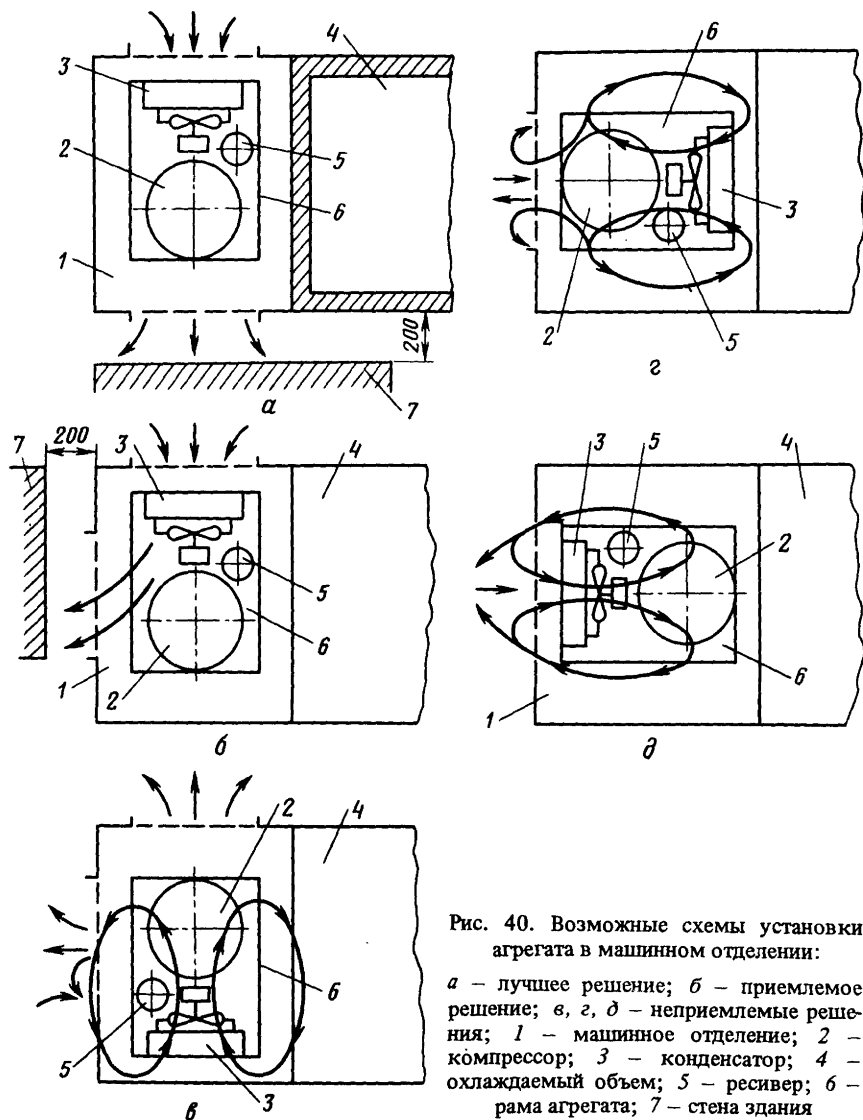 3
4
2
5
6
1
200
7
а
6
3
2
5
г
7
200
3
4
5
6
1
2
б
3
5
4
2
6
1
д
2
4
6
5
3
в
Рис. 40. Возможные схемы установки
агрегата в машинном отделении:
а – лучшее решение; б – приемлемое
решение; в, г, д – неприемлемые реше-
ния; 1 – машинное отделение; 2 –
компрессор; 3 – конденсатор; 4 –
охлаждаемый объем; 5 – ресивер; 6 –
рама агрегата; 7 – стена здания